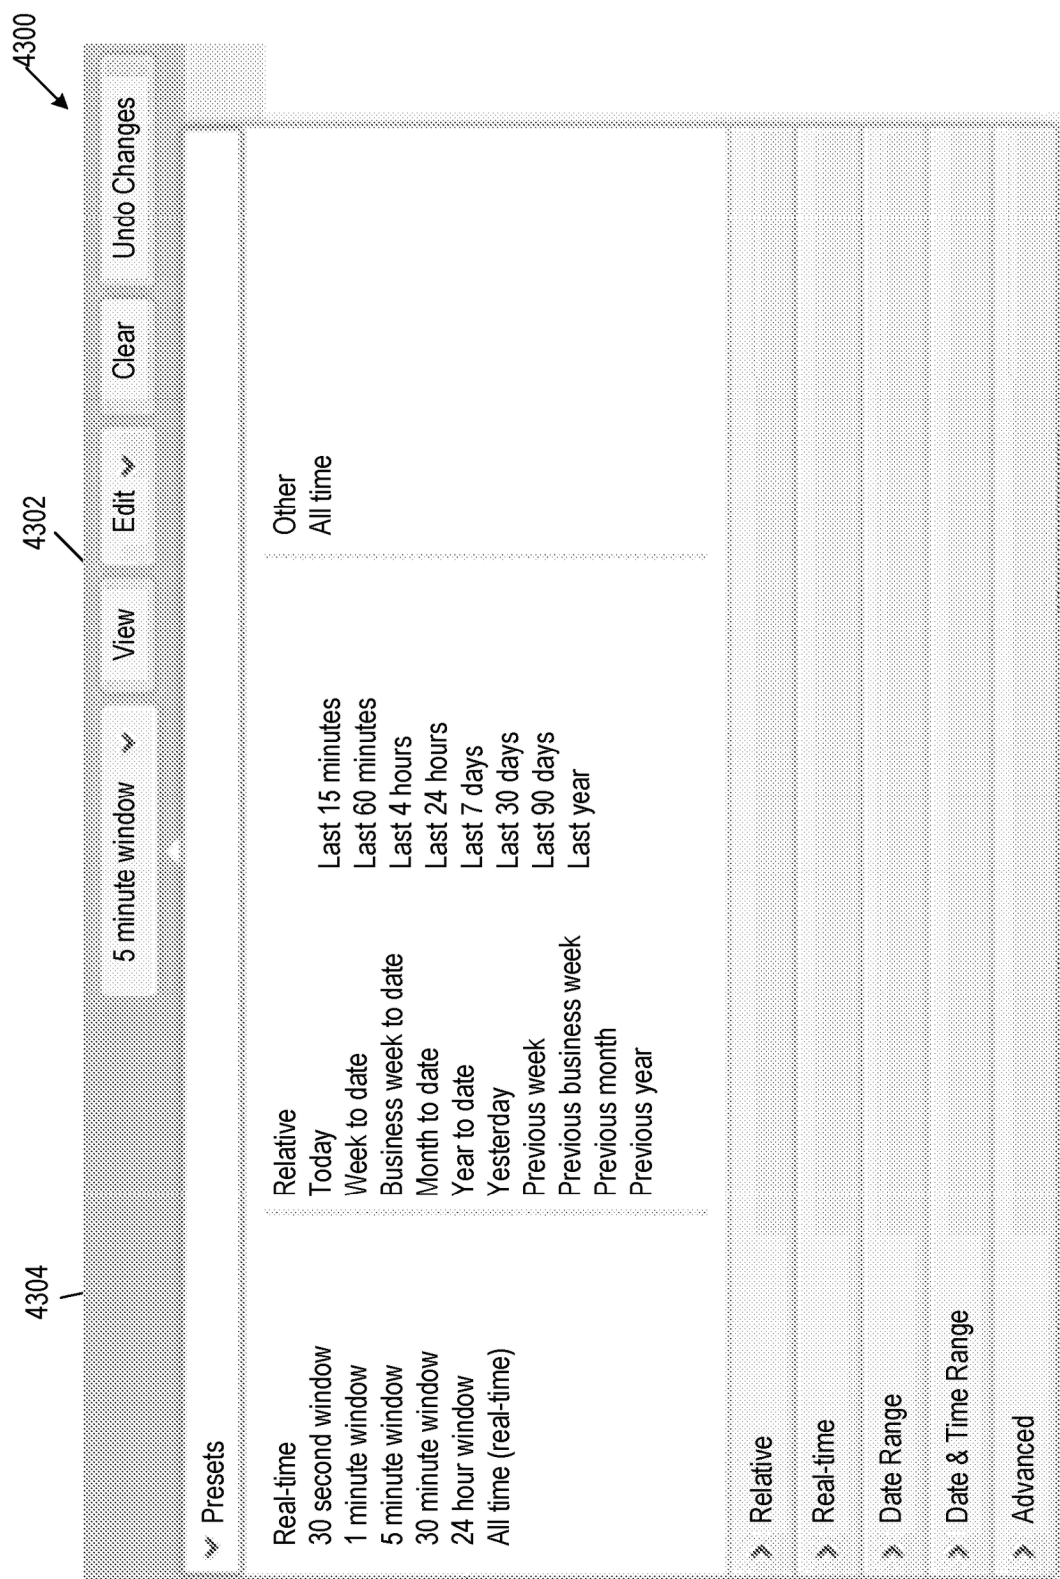 4300
4302
4304
5 minute window
View
Edit
Clear
Undo Changes
Presets
Real-time
30 second window
1 minute window
5 minute window
30 minute window
24 hour window
All time (real-time)
Relative
Today
Week to date
Business week to date
Month to date
Year to date
Yesterday
Previous week
Previous business week
Previous month
Previous year
Last 15 minutes
Last 60 minutes
Last 4 hours
Last 24 hours
Last 7 days
Last 30 days
Last 90 days
Last year
Other
All time
Relative
Real-time
Date Range
Date & Time Range
Advanced